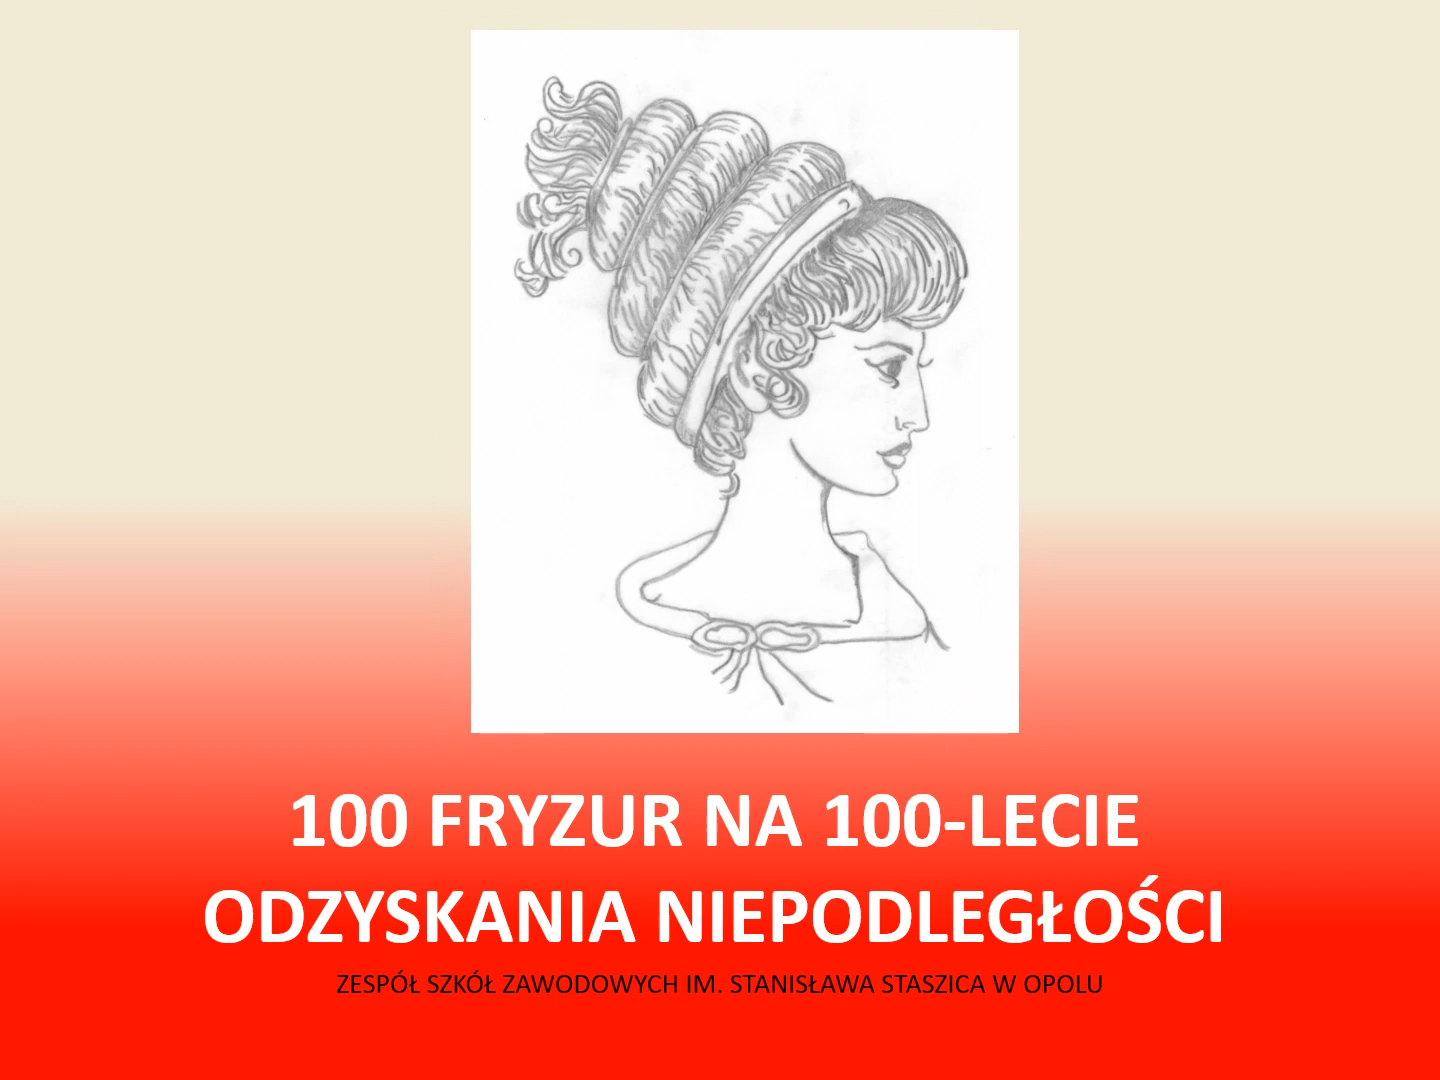 100 FRYZUR NA 100-LECIE
ODZYSKANIA NIEPODLEGŁOŚCI
ZESPÓŁ SZKÓŁ ZAWODOWYCH IM. STANISŁAWA STASZICA W OPOLU